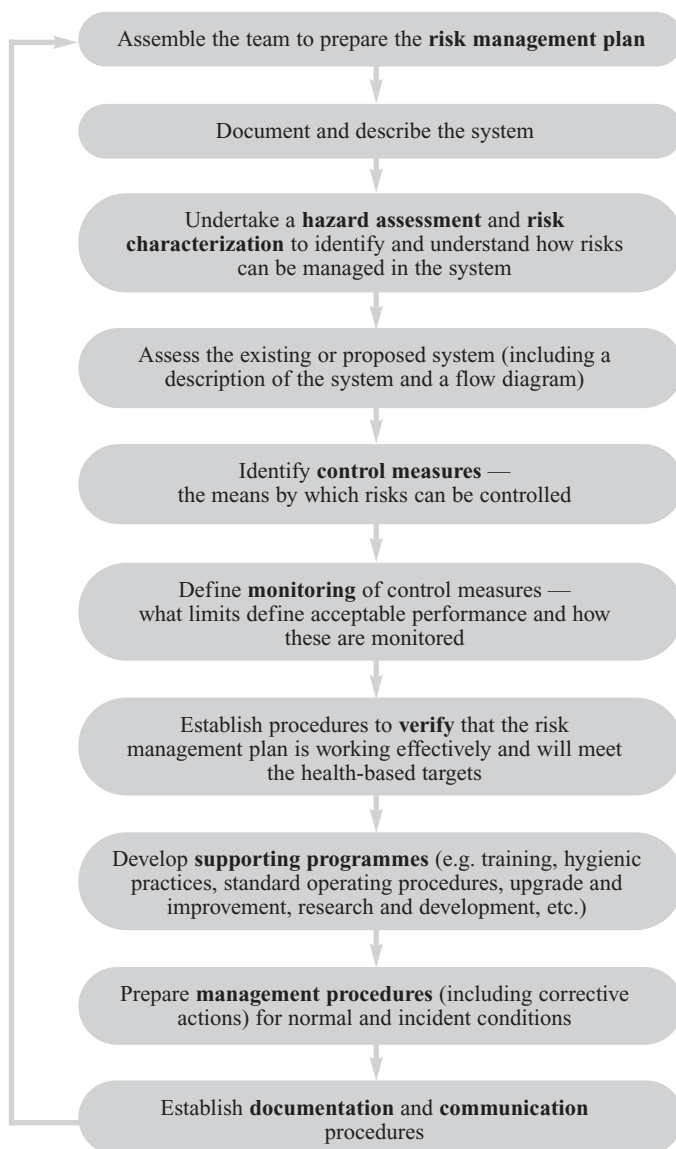 Assemble the team to prepare the risk management plan
Document and describe the system
Undertake a hazard assessment and risk
characterization to identify and understand how risks
can be managed in the system
Assess the existing or proposed system (including a
description of the system and a flow diagram)
Identify control measures —
the means by which risks can be controlled
Define monitoring of control measures —
what limits define acceptable performance and how
these are monitored
Establish procedures to verify that the risk
management plan is working effectively and will meet
the health-based targets
Develop supporting programmes (e.g. training, hygienic
practices, standard operating procedures, upgrade and
improvement, research and development, etc.)
Prepare management procedures (including corrective
actions) for normal and incident conditions
Establish documentation and communication
procedures